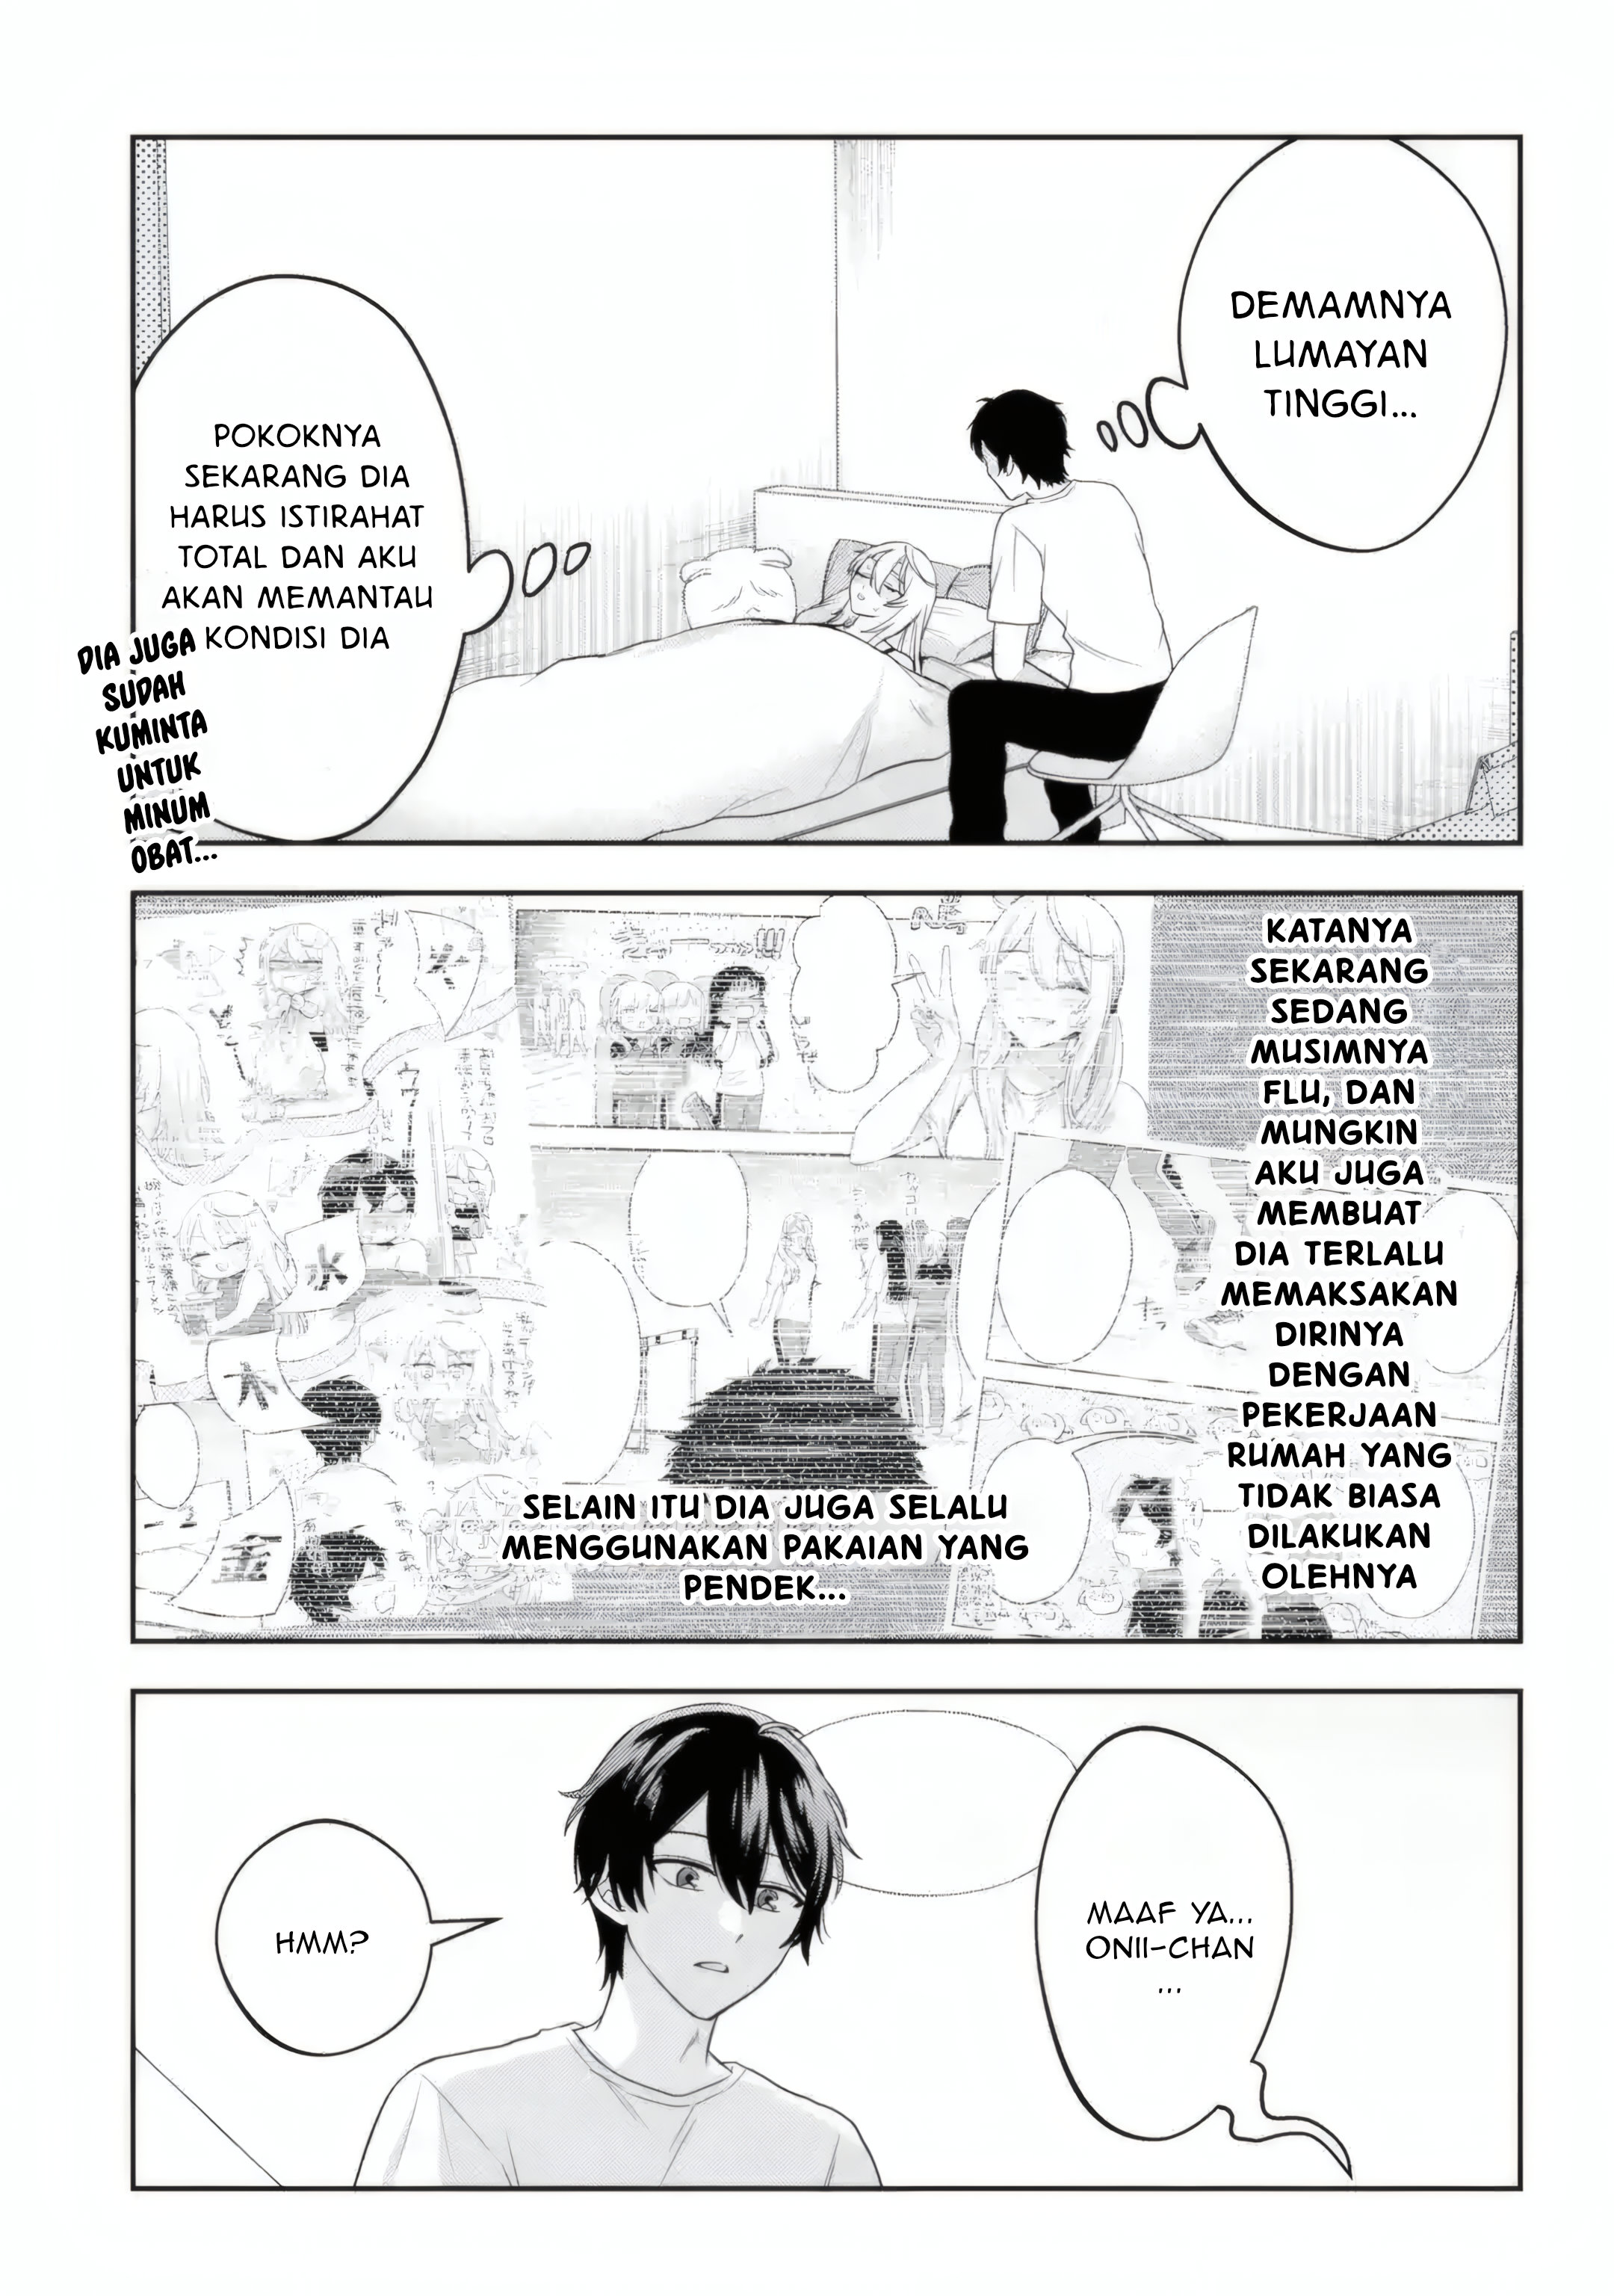 DEMAMNYA
LUMAYAN
TINGGI...
POKOKNYA
SEKARANG DIA
HARUS ISTIRAHAT
TOTAL DAN AKU
AKAN MEMANTAU
KONDISI DIA
DIA JUGA
SUDAH
KUMINTA
UNTUK
MINUM
OBAT...
KATANYA
SEKARANG
SEDANG
MUSIMNYA
FLU, DAN
MUNGKIN
AKU JUGA
MEMBUAT
DIA TERLALU
MEMAKSAKAN
DIRINYA
DENGAN
PEKERJAAN
RUMAH YANG
TIDAK BIASA
DILAKUKAN
OLEHNYA
火
水
木
SELAIN ITU DIA JUGA SELALU
MENGGUNAKAN PAKAIAN YANG
PENDEK...
MAAF YA...
ONII-CHAN
...
HMM?